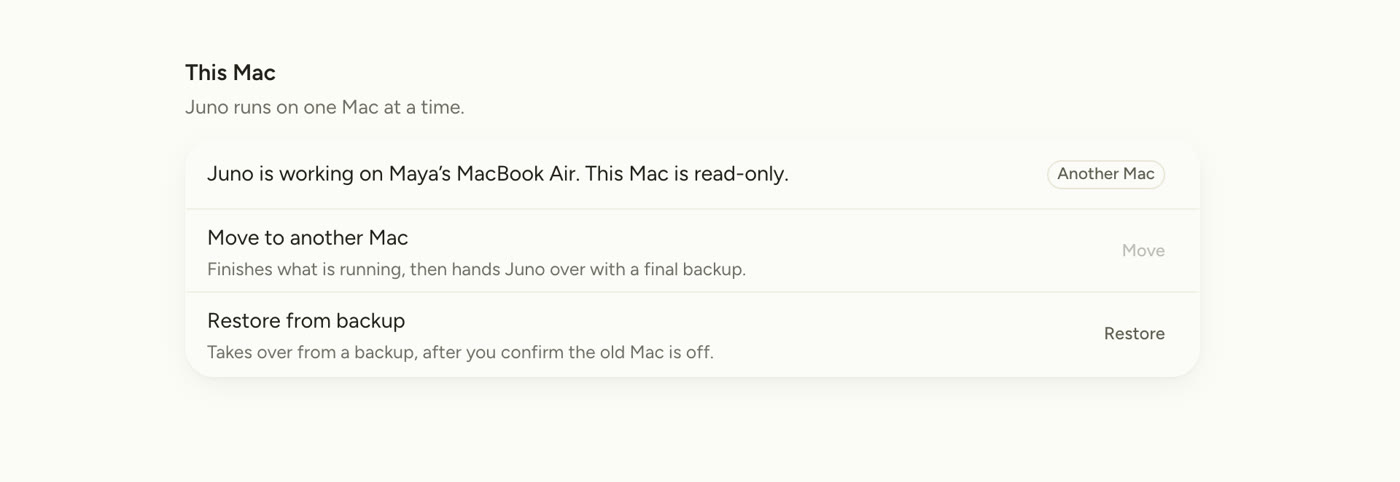 This Mac
Juno runs on one Mac at a time.
Juno is working on Maya’s MacBook Air. This Mac is read-only.
Another Mac
Move to another Mac
Finishes what is running, then hands Juno over with a final backup.
Move
Restore from backup
Takes over from a backup, after you confirm the old Mac is off.
Restore